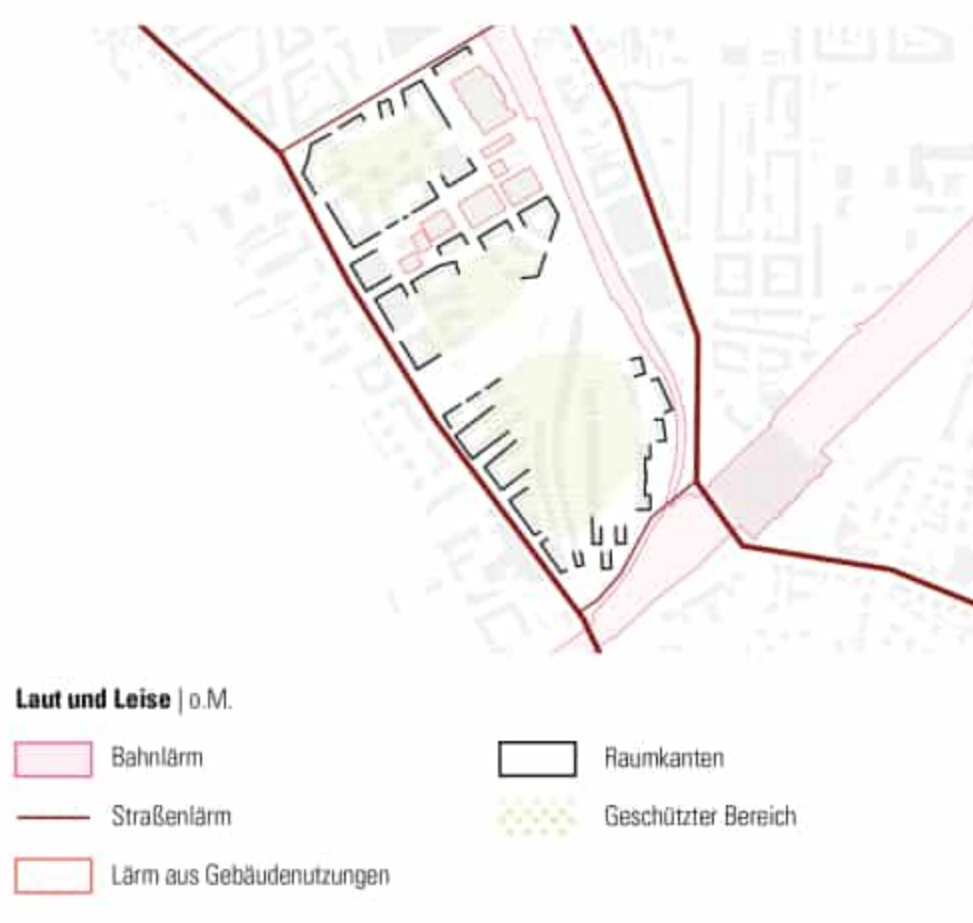 Laut und Leise | o.M.
Bahnlärm
Straßenlärm
Lärm aus Gebäudenutzungen
Raumkanten
Geschützter Bereich